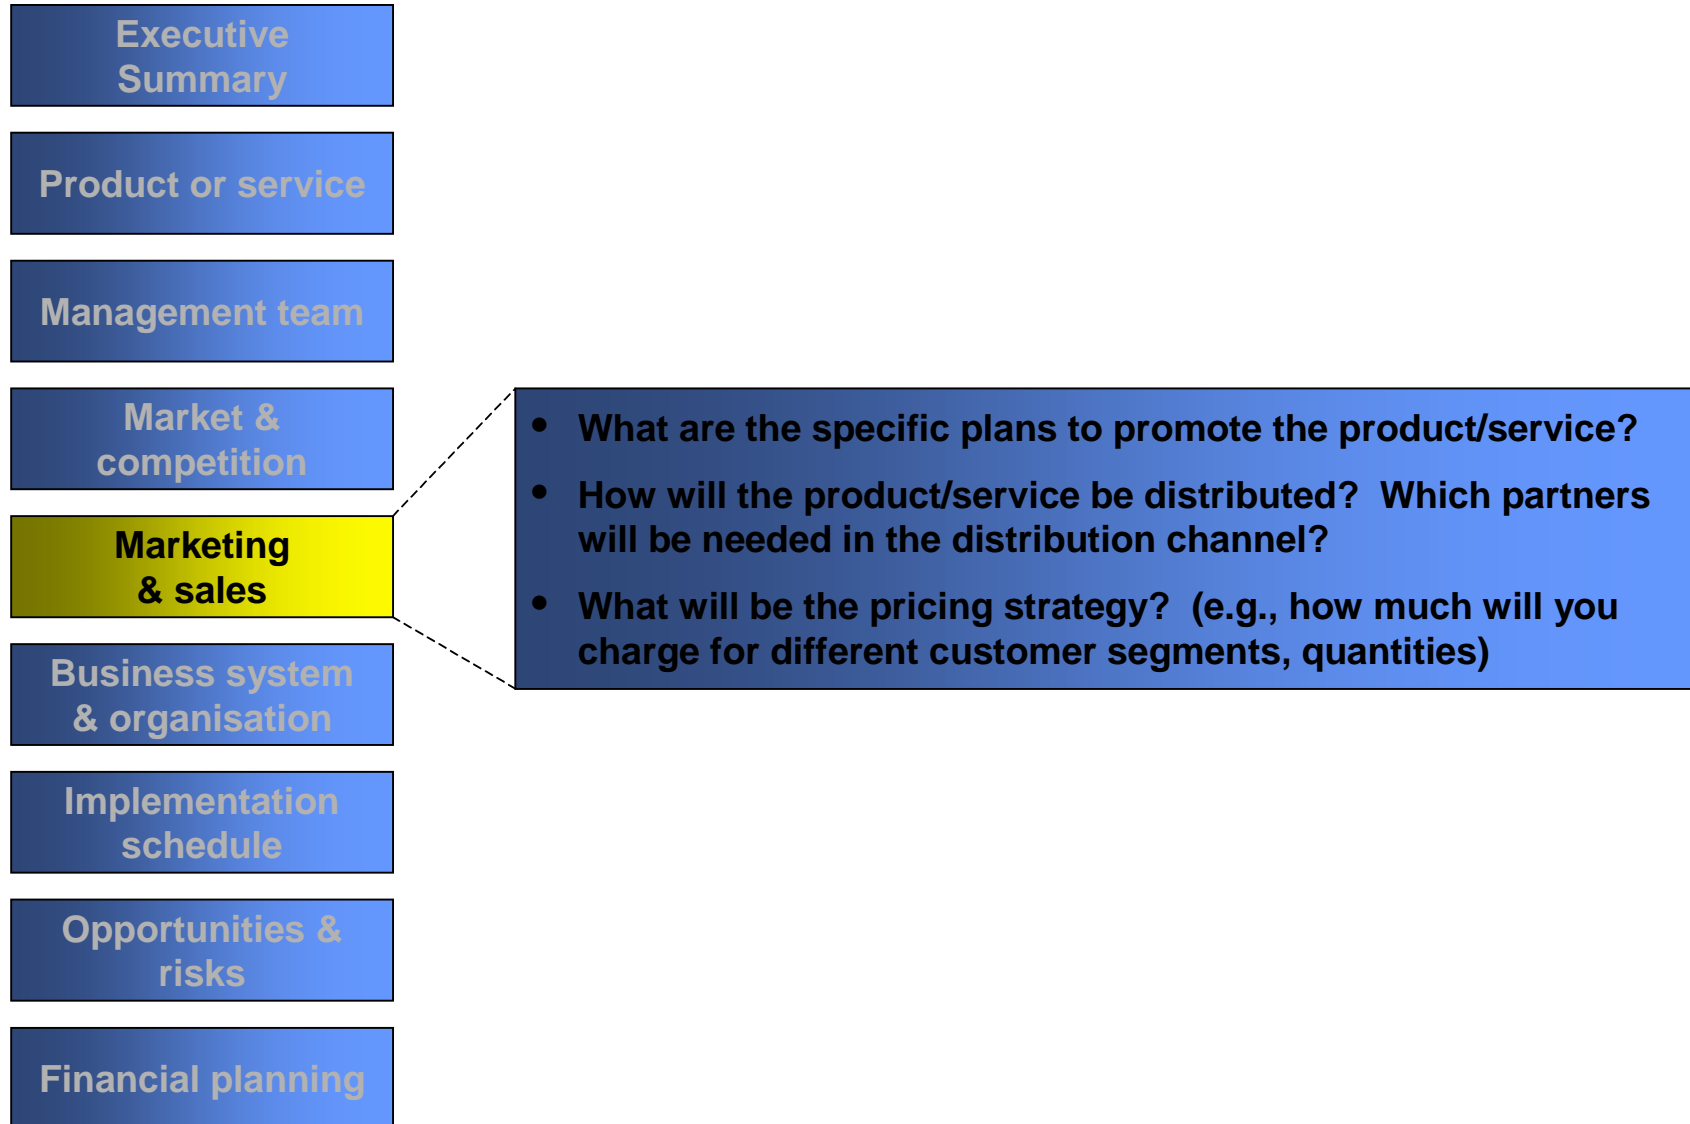 Executive
Summary
Product or service
Management team
Market &
competition
Marketing
& sales
Business system
& organisation
Implementation
schedule
Opportunities &
risks
Financial planning
• What are the specific plans to promote the product/service?
• How will the product/service be distributed?  Which partners
will be needed in the distribution channel?
• What will be the pricing strategy?  (e.g., how much will you
charge for different customer segments, quantities)